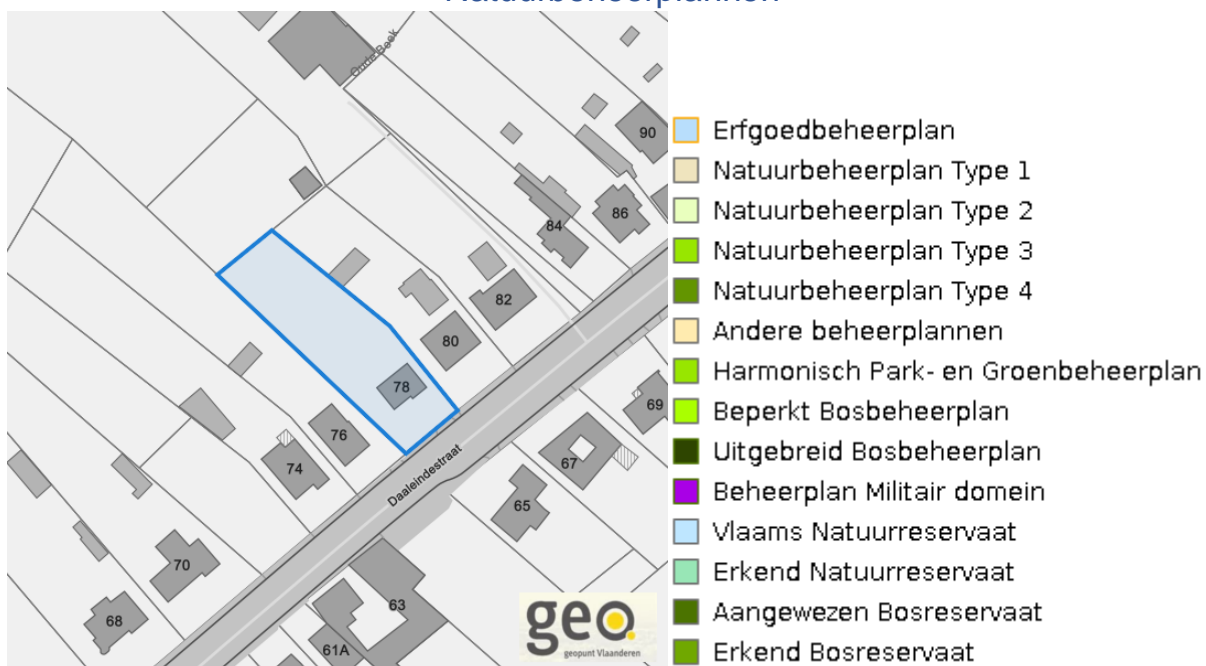 Natuurbeheerplannen
Oude Beek
90
86
84
82
80
78
76
74
70
68
69
67
65
63
61A
Daaleindestraat
geo.
geopunt Vlaanderen
Erfgoedbeheerplan
Natuurbeheerplan Type 1
Natuurbeheerplan Type 2
Natuurbeheerplan Type 3
Natuurbeheerplan Type 4
Andere beheerplannen
Harmonisch Park- en Groenbeheerplan
Beperkt Bosbeheerplan
Uitgebreid Bosbeheerplan
Beheerplan Militair domein
Vlaams Natuurreservaat
Erkend Natuurreservaat
Aangewezen Bosreservaat
Erkend Bosreservaat